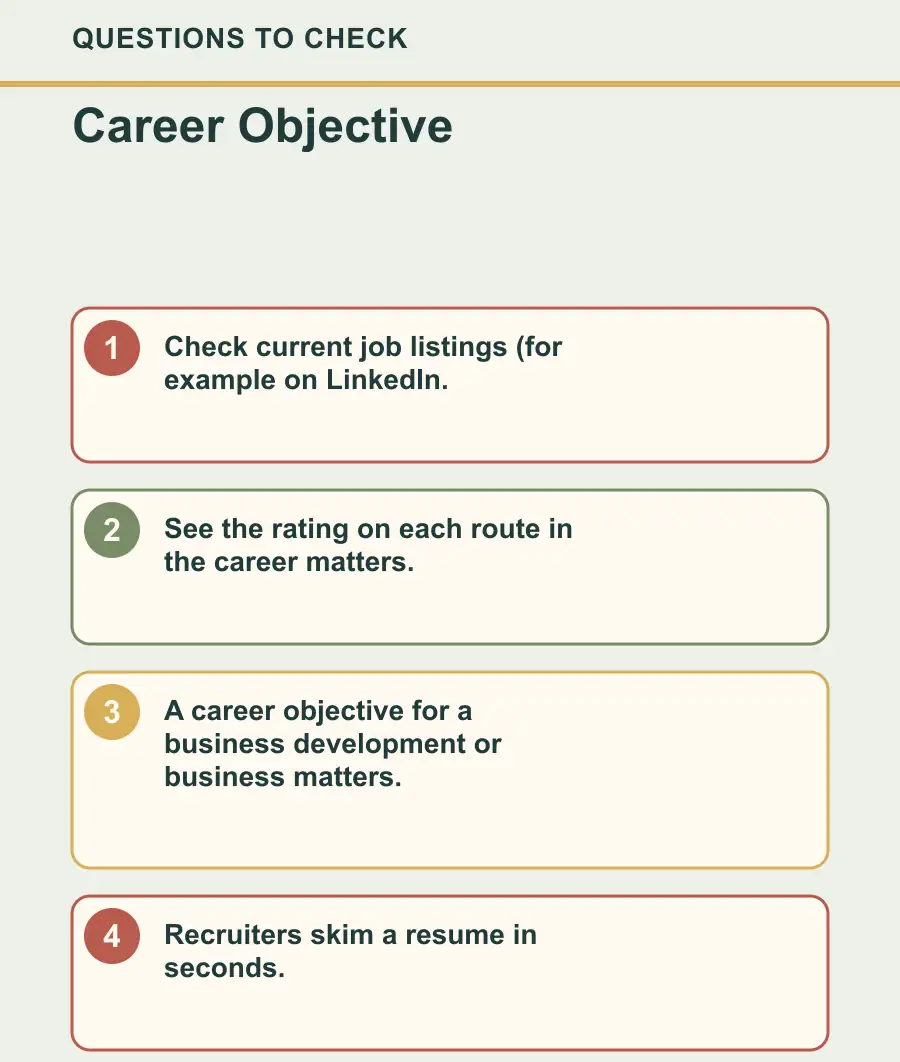 QUESTIONS TO CHECK
Career Objective
1
Check current job listings (for
example on LinkedIn.
2
See the rating on each route in
the career matters.
3
A career objective for a
business development or
business matters.
4
Recruiters skim a resume in
seconds.